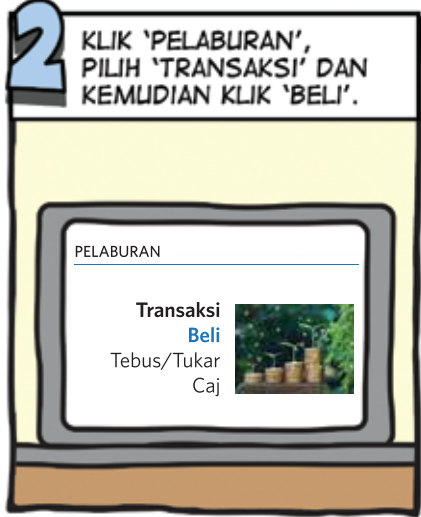 2
KLIK ‘PELABURAN’,
PILIH ‘TRANSAKSI’ DAN
KEMUDIAN KLIK ‘BELI’.
PELABURAN
Transaksi
Beli
Tebus/Tukar
Caj